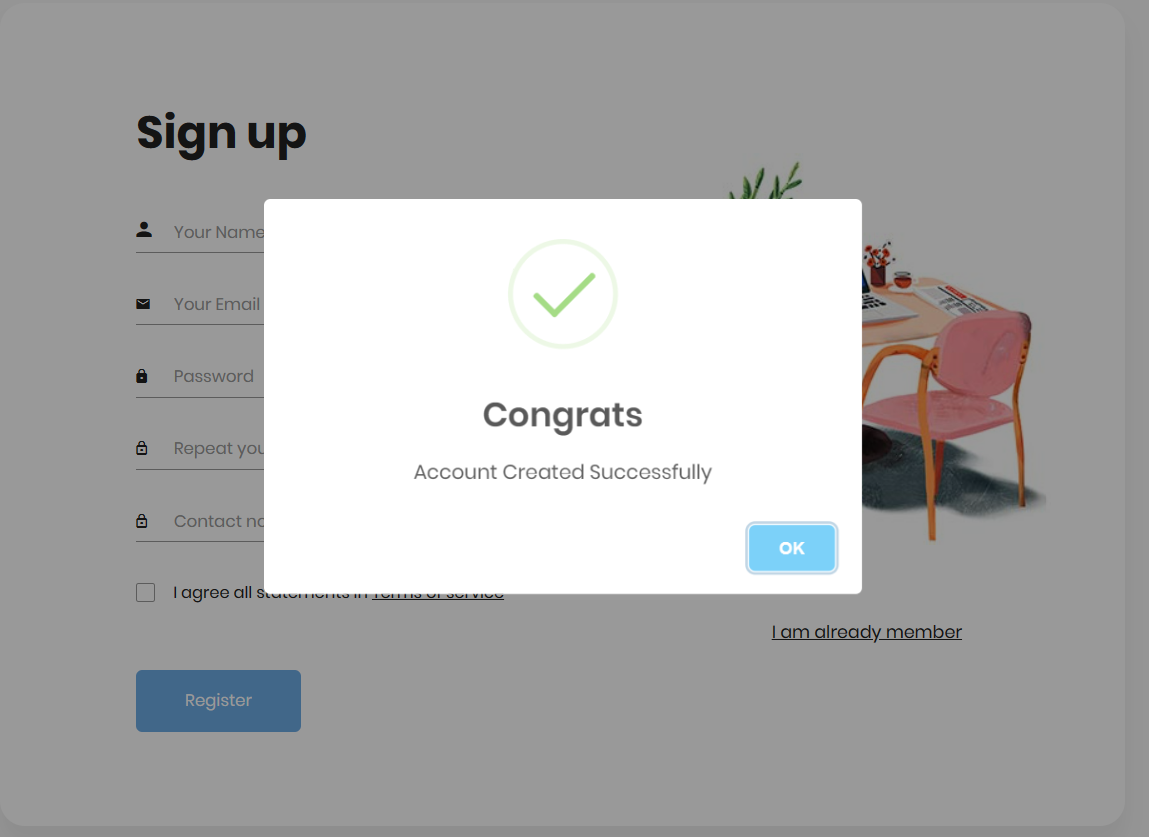 Sign up
Your Name
Your Email
Password
Repeat you
Contact no
Congrats
Account Created Successfully
OK
I agree all statements in Terms of service
I am already member
Register